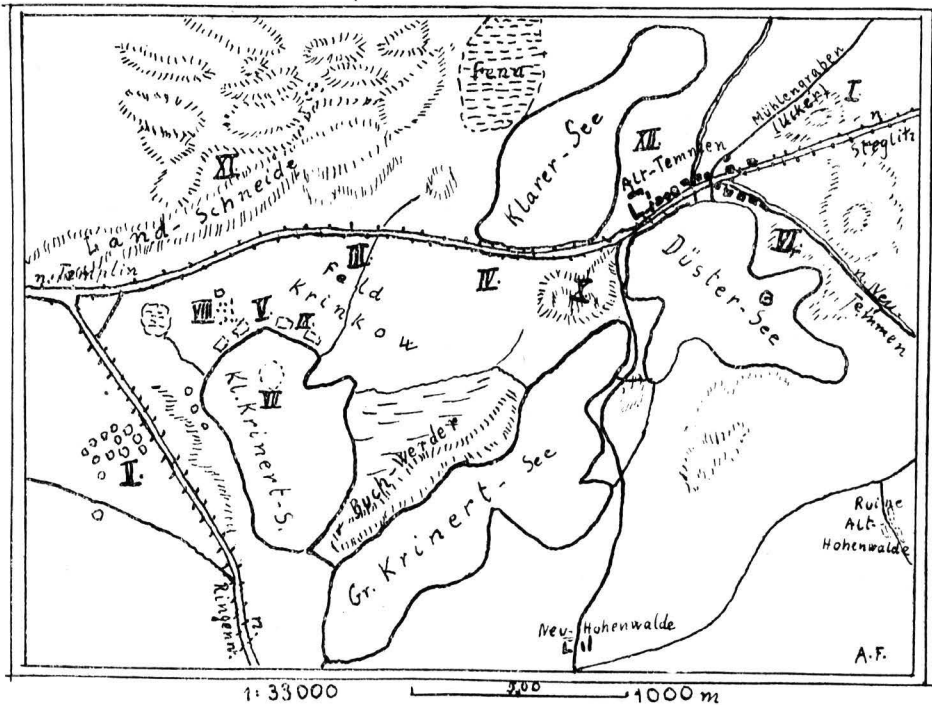 Fenn
Klarer-See
XII.
Alt-Temmen
Mühlengraben
(Ucker)
I.
n.
Steglitz
XI.
Land-
Schneide
n. Templin
III.
Feld
Krinkow
IV.
X
VI.
n. Neu-
Temmen
Düster-See
VIII
V.
IX.
VII
Kl. Krinert-S.
Buch-Werder
Gr. Krinert-See
II.
n.
Ringenw.
Ruine
Alt-
Hohenwalde
Neu-Hohenwalde
A.F.
1:33000
500
1000 m